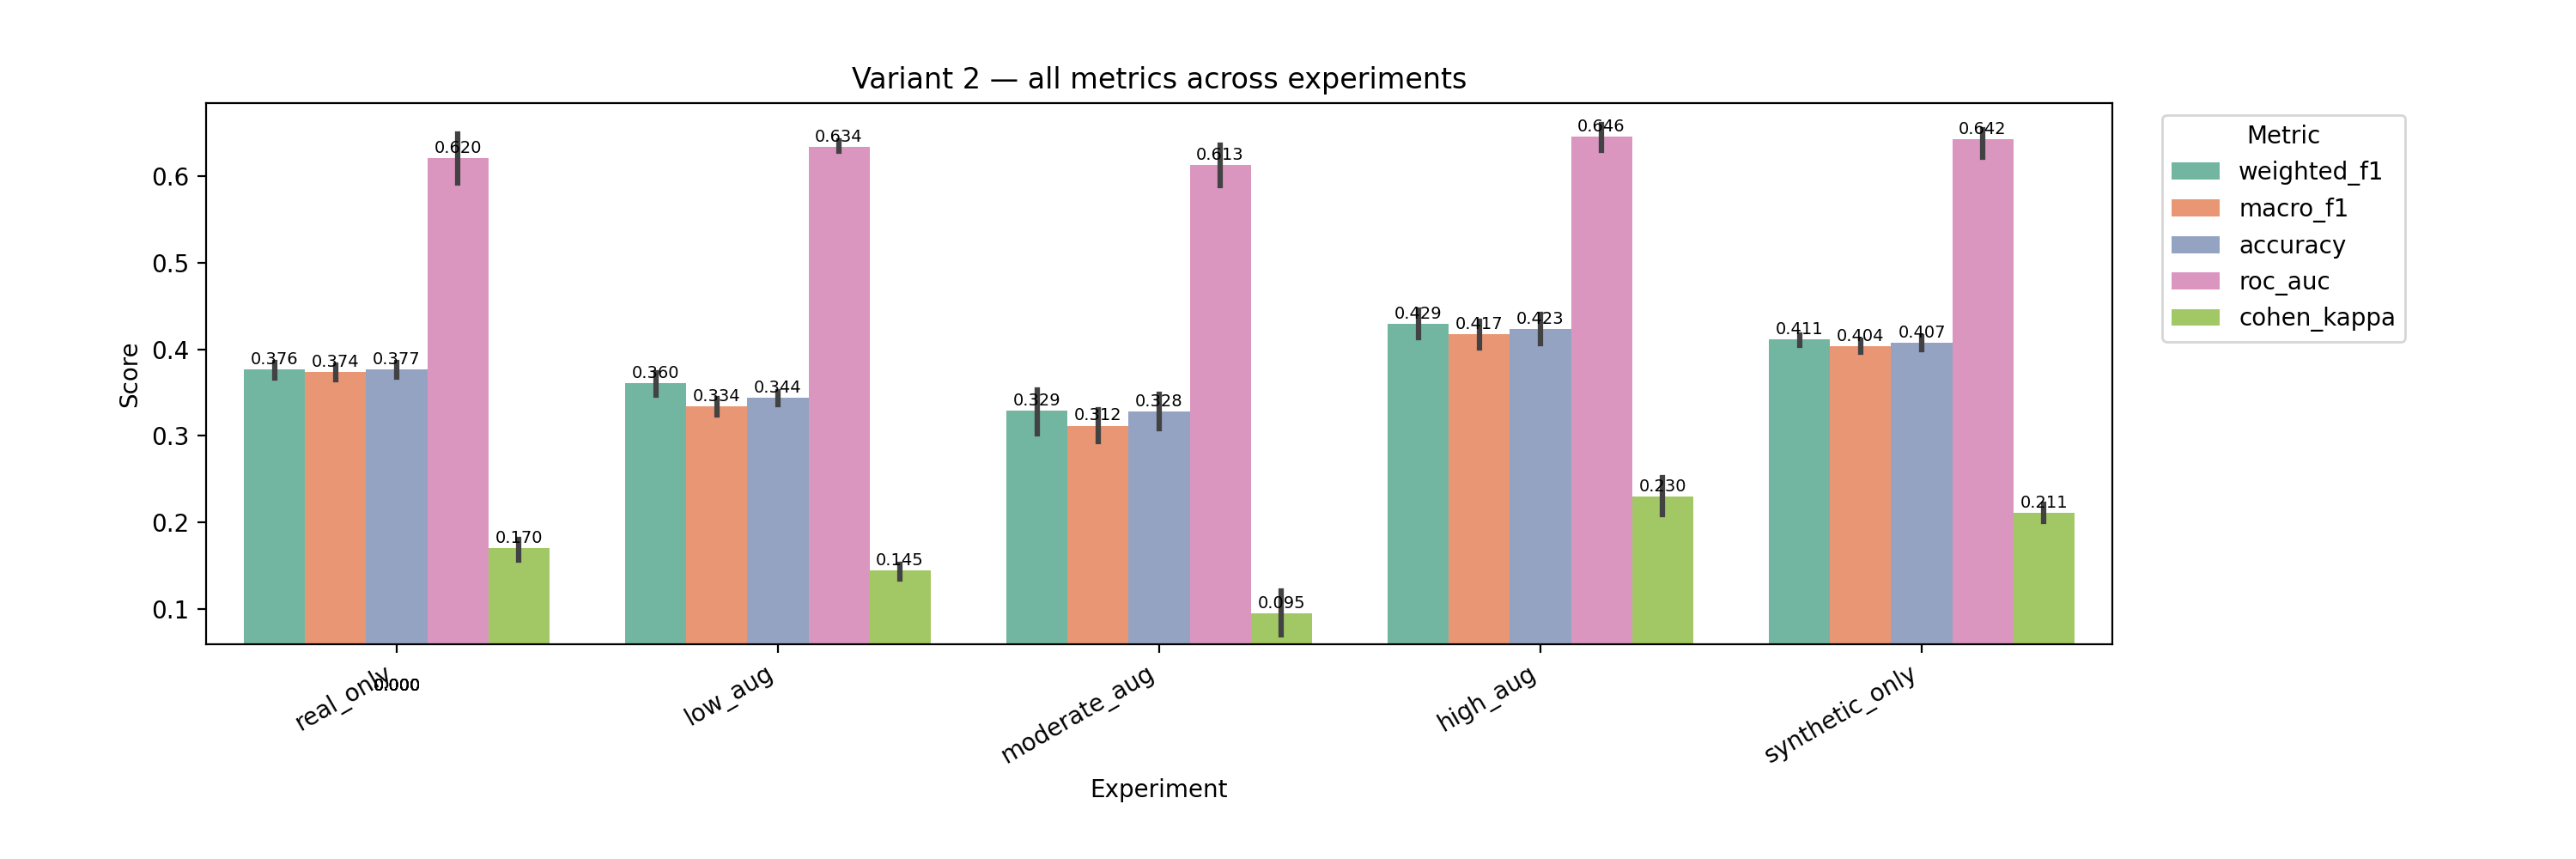 Variant 2 — all metrics across experiments
Metric
weighted_f1
macro_f1
accuracy
roc_auc
cohen_kappa
Score
0.6
0.5
0.4
0.3
0.2
0.1
0.376 0.374 0.377 0.620 0.170
0.360 0.334 0.344 0.634 0.145
0.329 0.312 0.328 0.613 0.095
0.429 0.417 0.423 0.646 0.230
0.411 0.404 0.407 0.642 0.211
0.000
real_only
low_aug
moderate_aug
high_aug
synthetic_only
Experiment